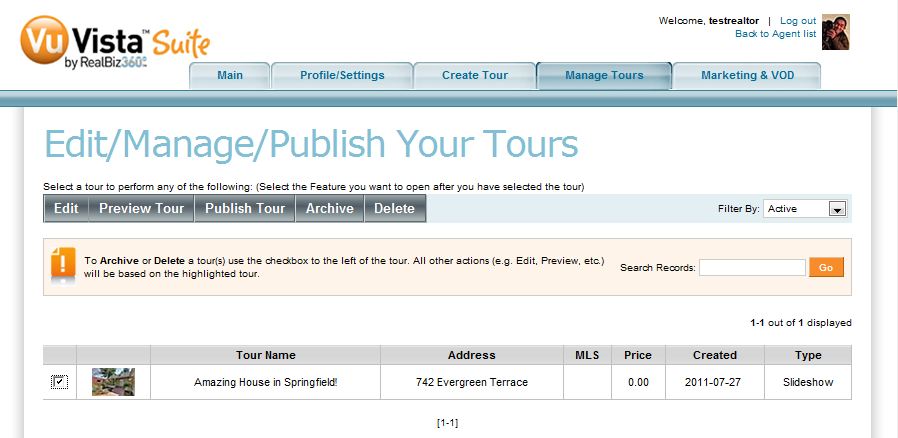 Vu Vista™ Suite
by RealBiz360
Welcome, testrealtor | Log out
Back to Agent list
Main Profile/Settings Create Tour Manage Tours Marketing & VOD
Edit/Manage/Publish Your Tours
Select a tour to perform any of the following: (Select the Feature you want to open after you have selected the tour)
Edit Preview Tour Publish Tour Archive Delete Filter By: Active
To Archive or Delete a tour(s) use the checkbox to the left of the tour. All other actions (e.g. Edit, Preview, etc.)
will be based on the highlighted tour.
Search Records: Go
1-1 out of 1 displayed
Tour Name Address MLS Price Created Type
Amazing House in Springfield! 742 Evergreen Terrace 0.00 2011-07-27 Slideshow
[1-1]